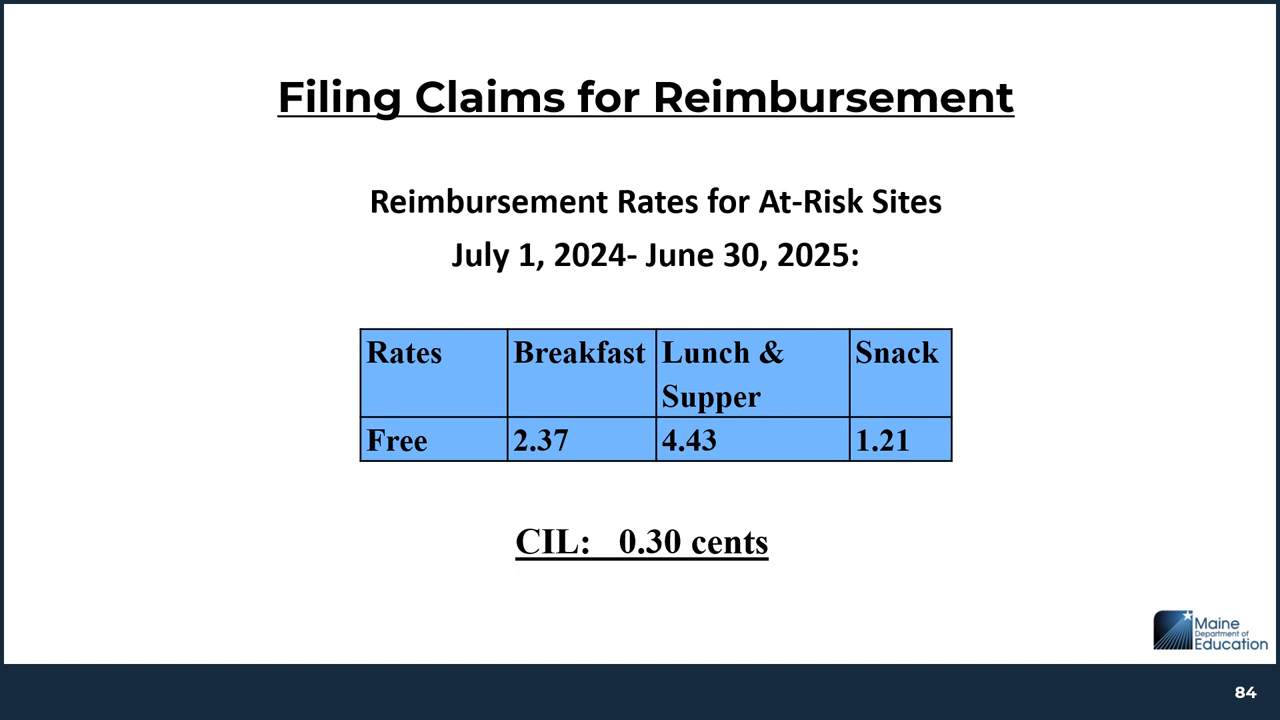 Filing Claims for Reimbursement
Reimbursement Rates for At-Risk Sites
July 1, 2024- June 30, 2025:
Rates Breakfast Lunch & Supper Snack
Free 2.37 4.43 1.21
CIL: 0.30 cents
Maine
Department of
Education
84